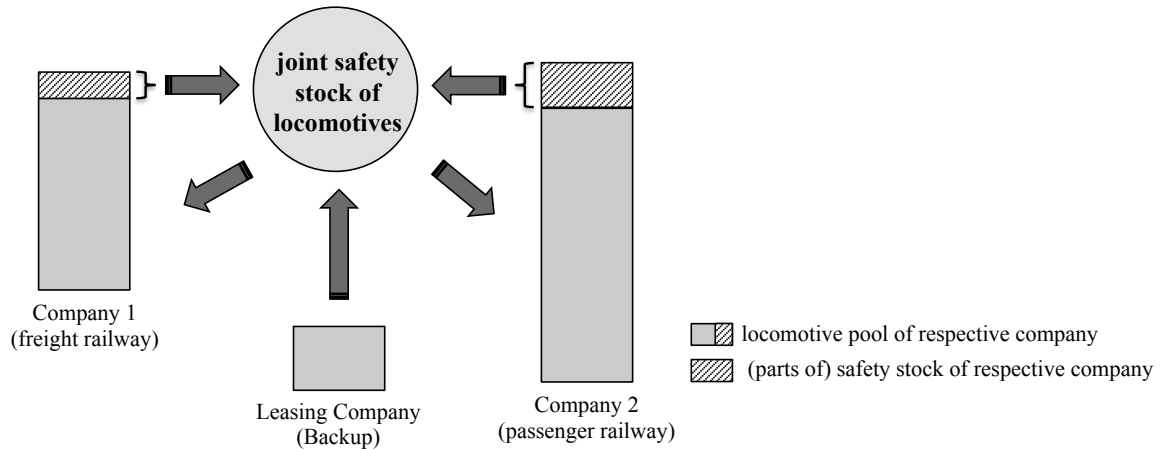 joint safety
stock of
locomotives
Company 1
(freight railway)
Leasing Company
(Backup)
Company 2
(passenger railway)
locomotive pool of respective company
(parts of) safety stock of respective company